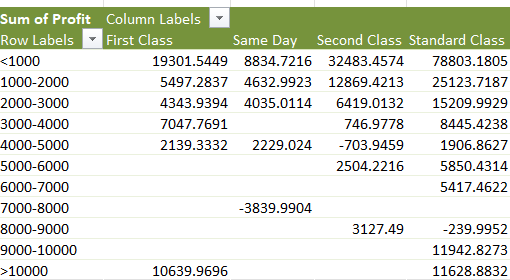 Sum of Profit Column Labels
Row Labels First Class Same Day Second Class Standard Class
<1000 19301.5449 8834.7216 32483.4574 78803.1805
1000-2000 5497.2837 4632.9923 12869.4213 25123.7187
2000-3000 4343.9394 4035.0114 6419.0132 15209.9929
3000-4000 7047.7691 746.9778 8445.4238
4000-5000 2139.3332 2229.024 -703.9459 1906.8627
5000-6000 2504.2216 5850.4314
6000-7000 5417.4622
7000-8000 -3839.9904
8000-9000 3127.49 -239.9952
9000-10000 11942.8273
>10000 10639.9696 11628.8832